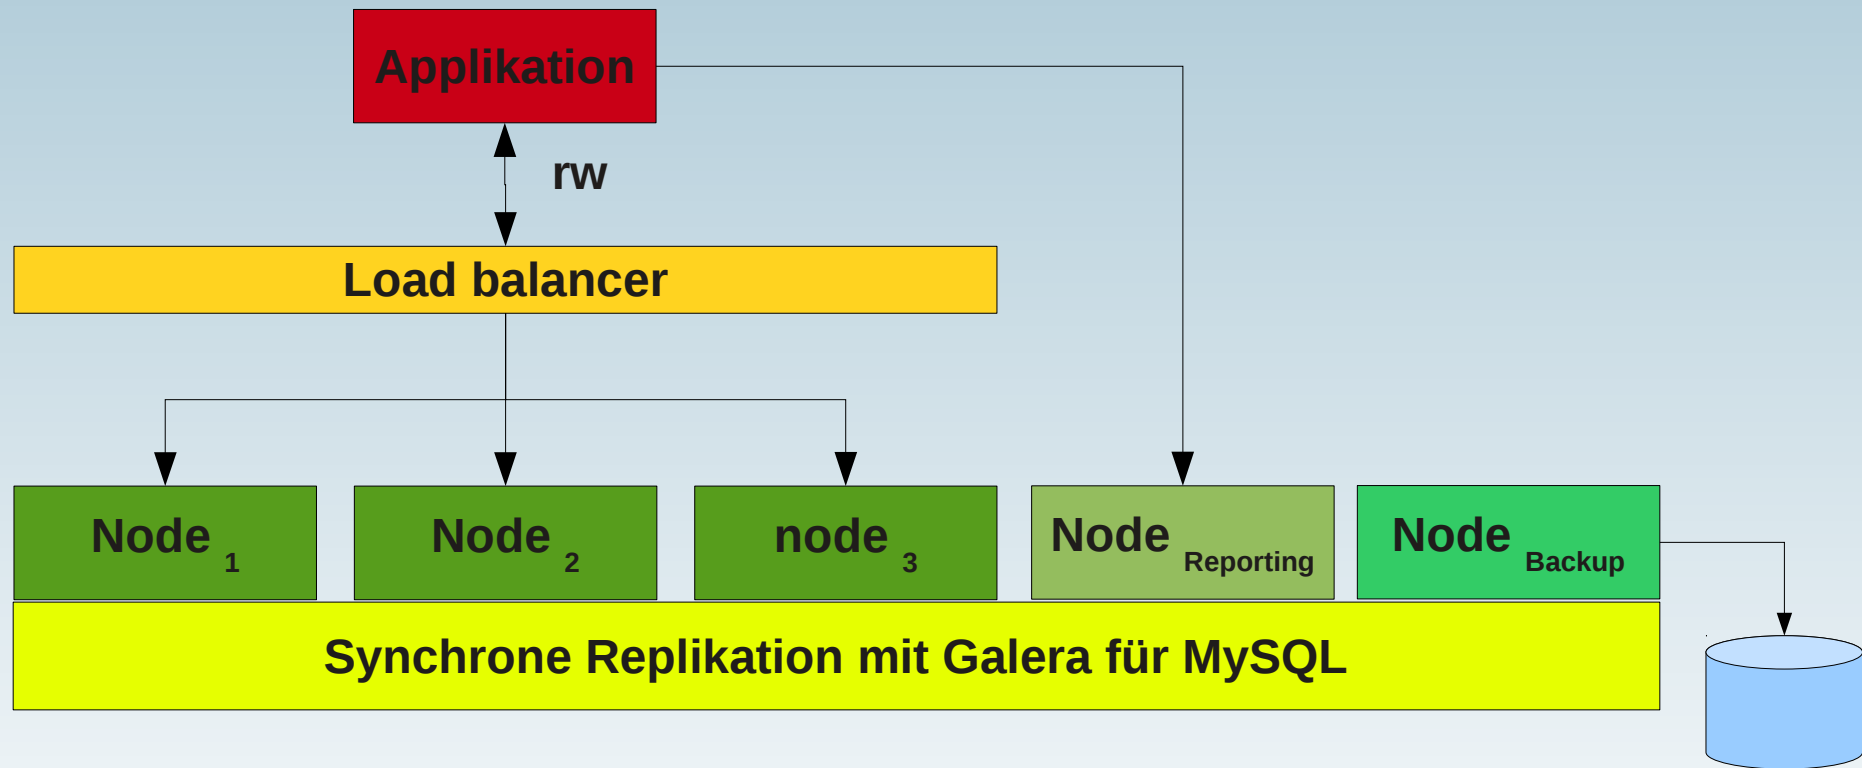 Applikation
rw
Load balancer
Node 1
Node 2
node 3
Node Reporting
Node Backup
Synchrone Replikation mit Galera für MySQL